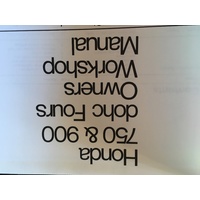 Honda
750 & 900
dohc Fours
Owners
Workshop
Manual